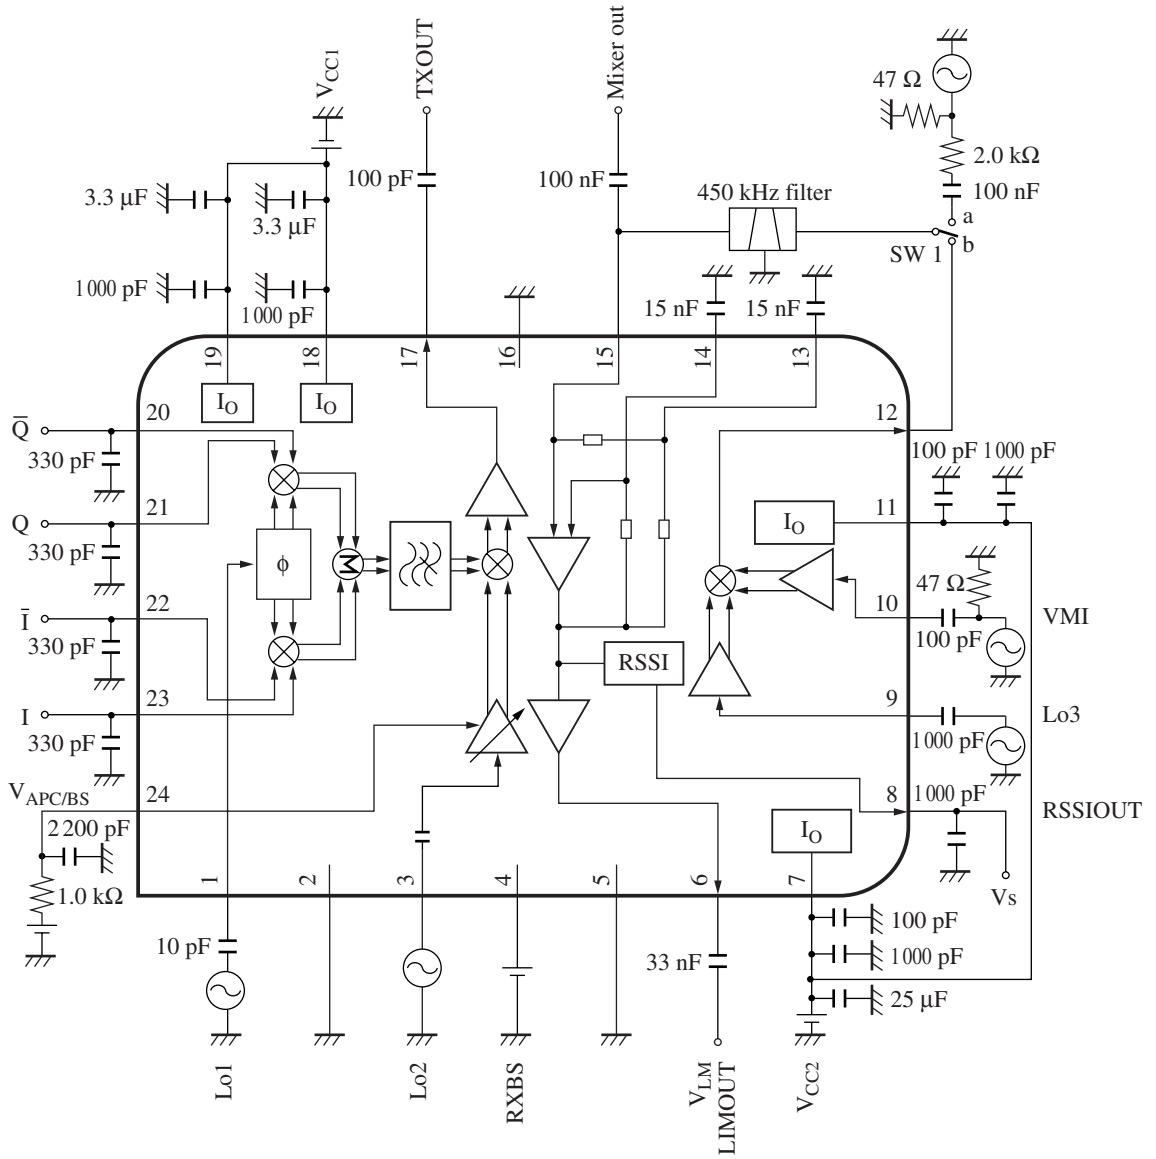 VCC1
TXOUT
Mixer out
47 Ω
2.0 kΩ
100 nF
3.3 µF
3.3 µF
100 pF
100 nF
450 kHz filter
a
b
SW 1
1000 pF
1000 pF
15 nF
15 nF
19
18
17
16
15
14
13
IO
IO
Q̅
20
330 pF
12
100 pF
1000 pF
21
Q
330 pF
11
IO
ϕ
Σ
47 Ω
22
I̅
330 pF
10
VMI
100 pF
RSSI
23
I
330 pF
9
Lo3
1000 pF
VAPC/BS
24
8
1000 pF
RSSIOUT
2200 pF
IO
1.0 kΩ
1
2
3
4
5
6
7
Vs
10 pF
33 nF
100 pF
1000 pF
25 µF
Lo1
Lo2
RXBS
VLM
LIMOUT
VCC2